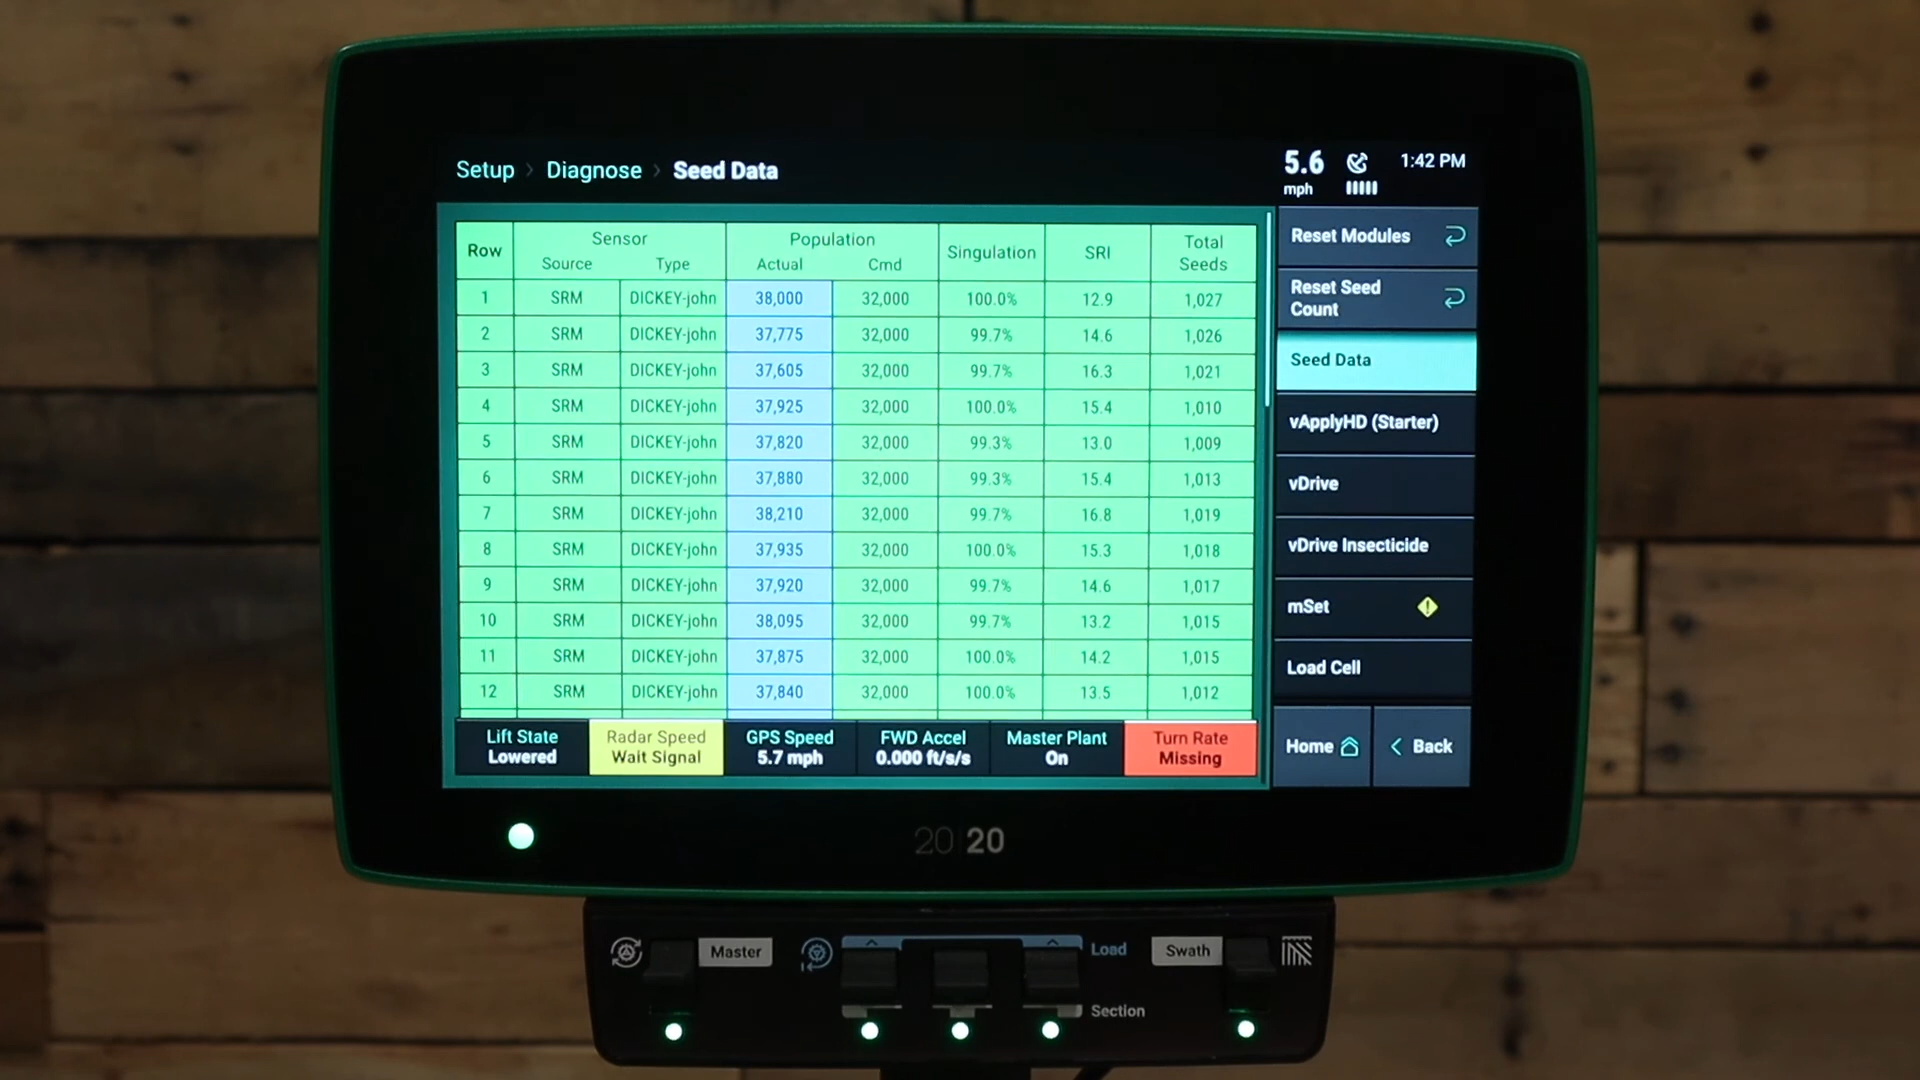 Setup > Diagnose > Seed Data
5.6
mph
1:42 PM
Row Sensor Population Singulation SRI Total Seeds
Source Type Actual Cmd
1 SRM DICKEY-john 38,000 32,000 100.0% 12.9 1,027
2 SRM DICKEY-john 37,775 32,000 99.7% 14.6 1,026
3 SRM DICKEY-john 37,605 32,000 99.7% 16.3 1,021
4 SRM DICKEY-john 37,925 32,000 100.0% 15.4 1,010
5 SRM DICKEY-john 37,820 32,000 99.3% 13.0 1,009
6 SRM DICKEY-john 37,880 32,000 99.3% 15.4 1,013
7 SRM DICKEY-john 38,210 32,000 99.7% 16.8 1,019
8 SRM DICKEY-john 37,935 32,000 100.0% 15.3 1,018
9 SRM DICKEY-john 37,920 32,000 99.7% 14.6 1,017
10 SRM DICKEY-john 38,095 32,000 99.7% 13.2 1,015
11 SRM DICKEY-john 37,875 32,000 100.0% 14.2 1,015
12 SRM DICKEY-john 37,840 32,000 100.0% 13.5 1,012
Lift State
Lowered
Radar Speed
Wait Signal
GPS Speed
5.7 mph
FWD Accel
0.000 ft/s/s
Master Plant
On
Turn Rate
Missing
Reset Modules
Reset Seed
Count
Seed Data
vApplyHD (Starter)
vDrive
vDrive Insecticide
mSet
Load Cell
Home
Back
20|20
Master
Load
Swath
Section